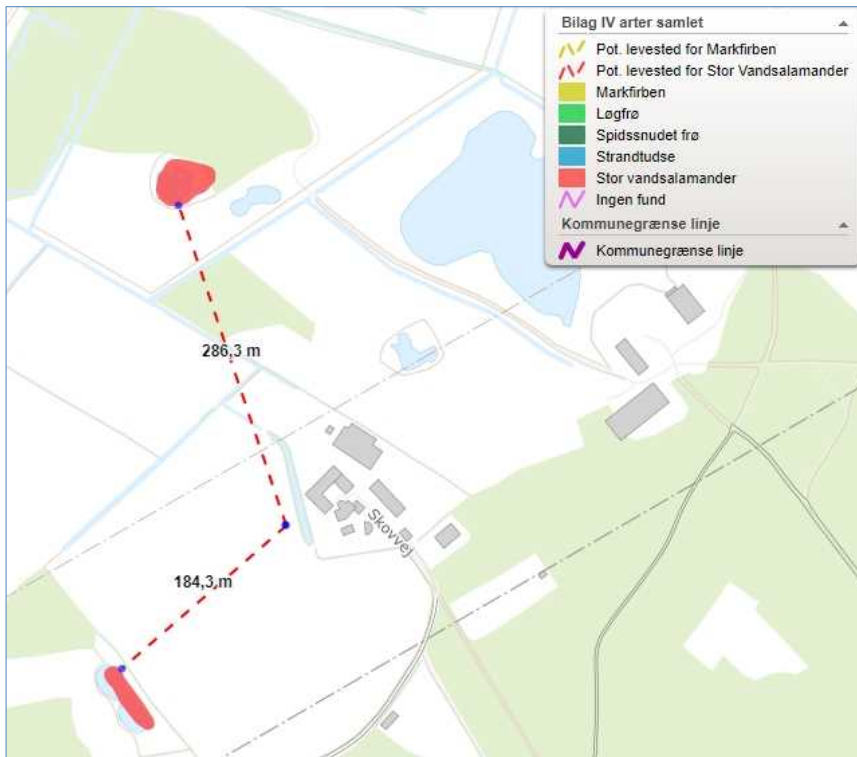 Bilag IV arter samlet
Pot. levested for Markfirben
Pot. levested for Stor Vandsalamander
Markfirben
Løgfrø
Spidssnudet frø
Strandtudse
Stor vandsalamander
Ingen fund
Kommunegrænse linje
Kommunegrænse linje
286,3 m
Skovvej
184,3 m